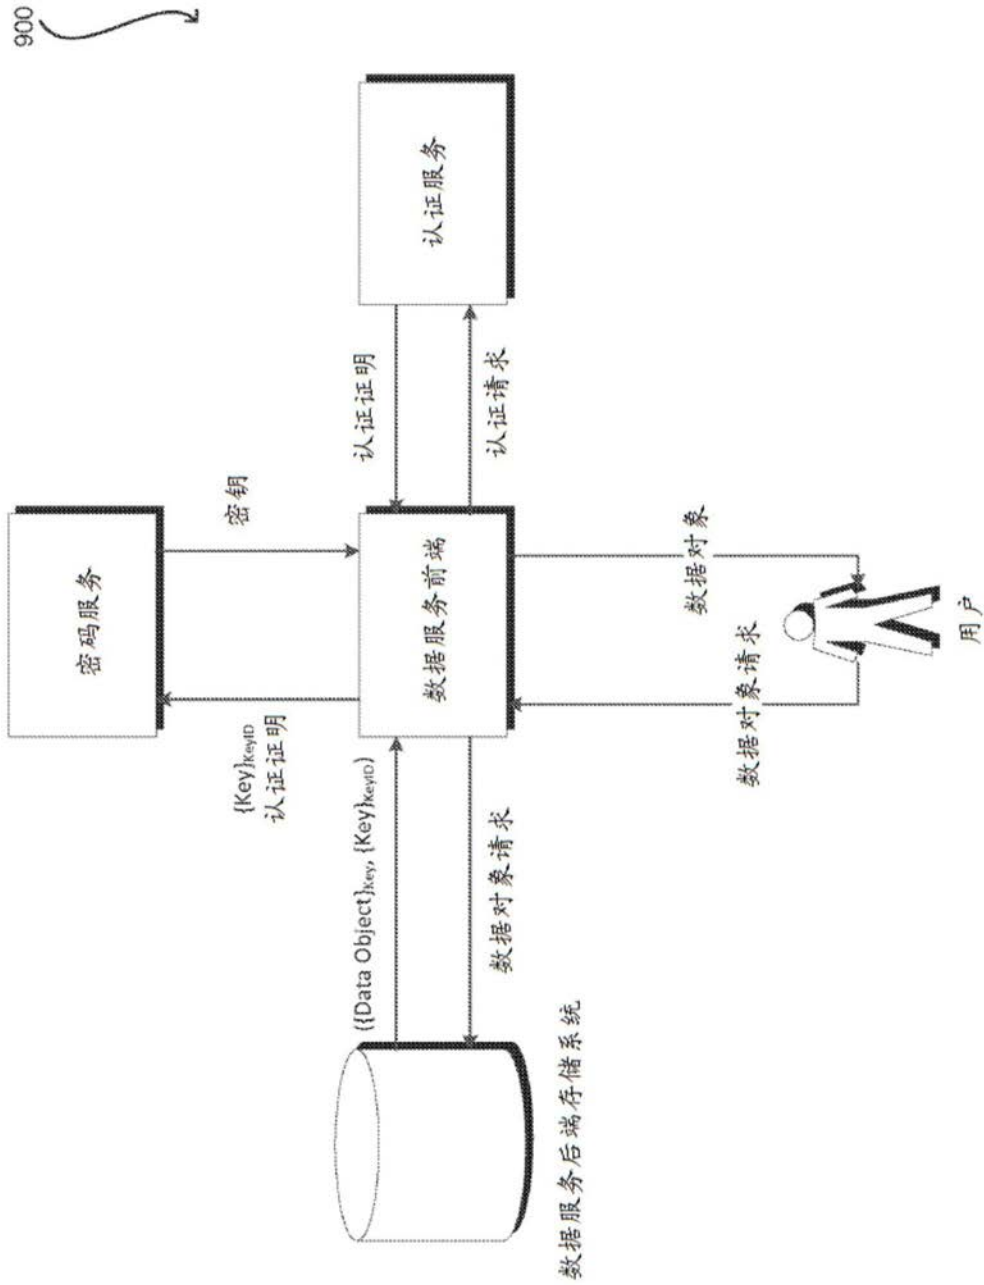 900
密码服务
{Key}KeyID
认证证明
密钥
({Data Object}Key, {Key}KeyID)
认证证明
数据服务前端
认证服务
数据对象请求
认证请求
数据服务后端存储系统
数据对象
数据对象请求
用户